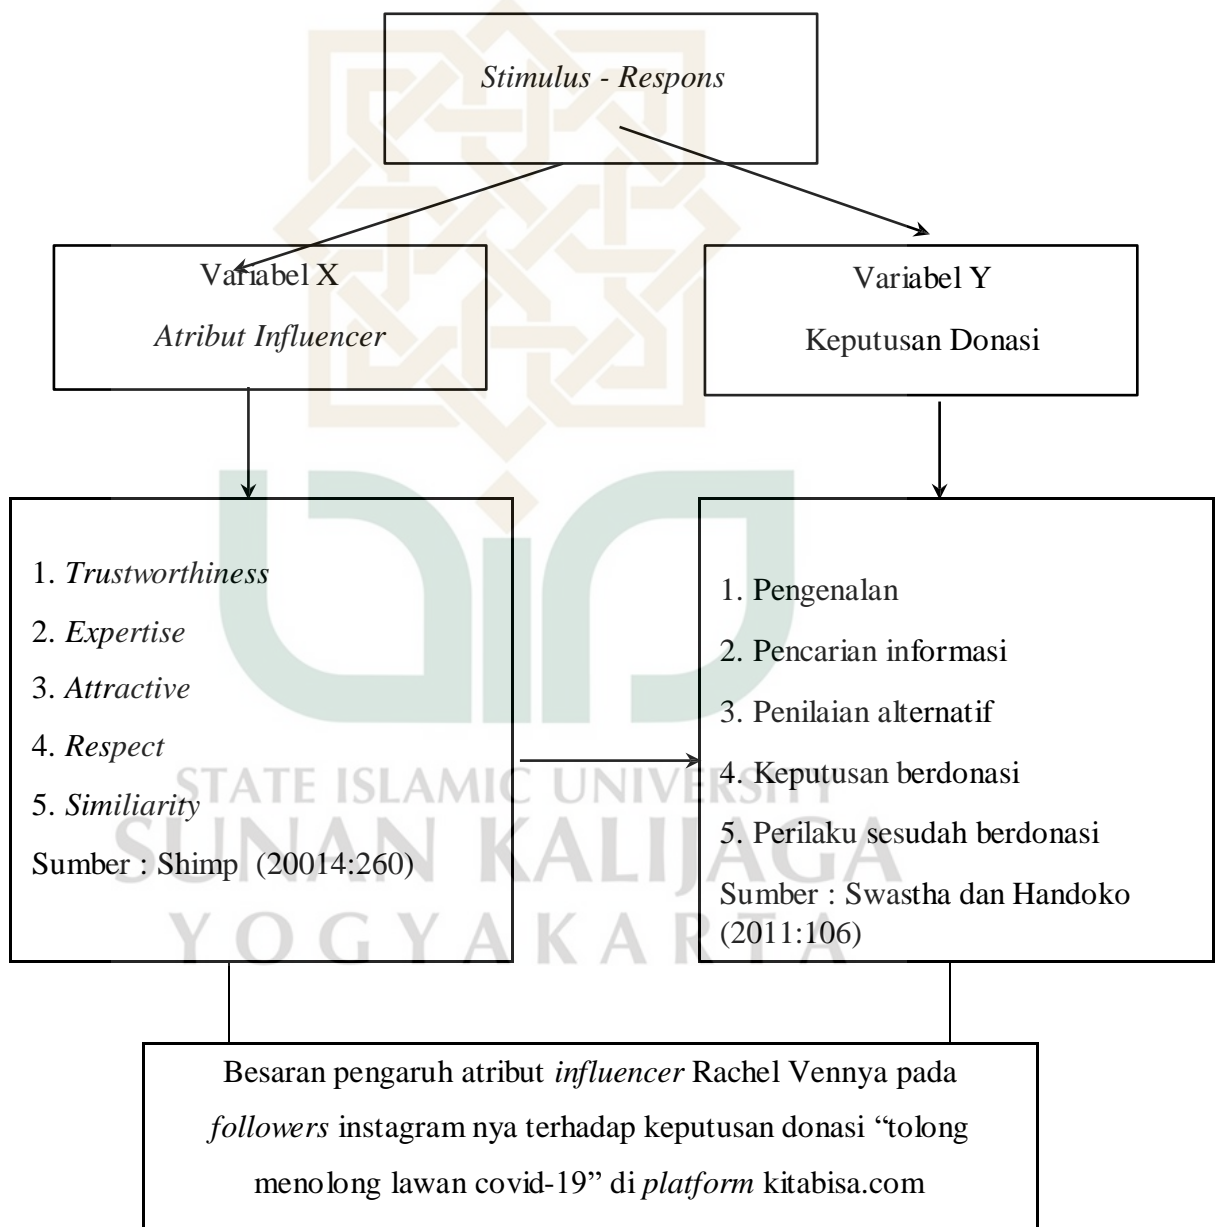 Stimulus - Respons
Variabel X
Atribut Influencer
Variabel Y
Keputusan Donasi
1. Trustworthiness
2. Expertise
3. Attractive
4. Respect
5. Similiarity
Sumber : Shimp (20014:260)
1. Pengenalan
2. Pencarian informasi
3. Penilaian alternatif
4. Keputusan berdonasi
5. Perilaku sesudah berdonasi
Sumber : Swastha dan Handoko
(2011:106)
STATE ISLAMIC UNIVERSITY
SUNAN KALIJAGA
YOGYAKARTA
Besaran pengaruh atribut influencer Rachel Vennya pada
followers instagram nya terhadap keputusan donasi “tolong
menolong lawan covid-19” di platform kitabisa.com